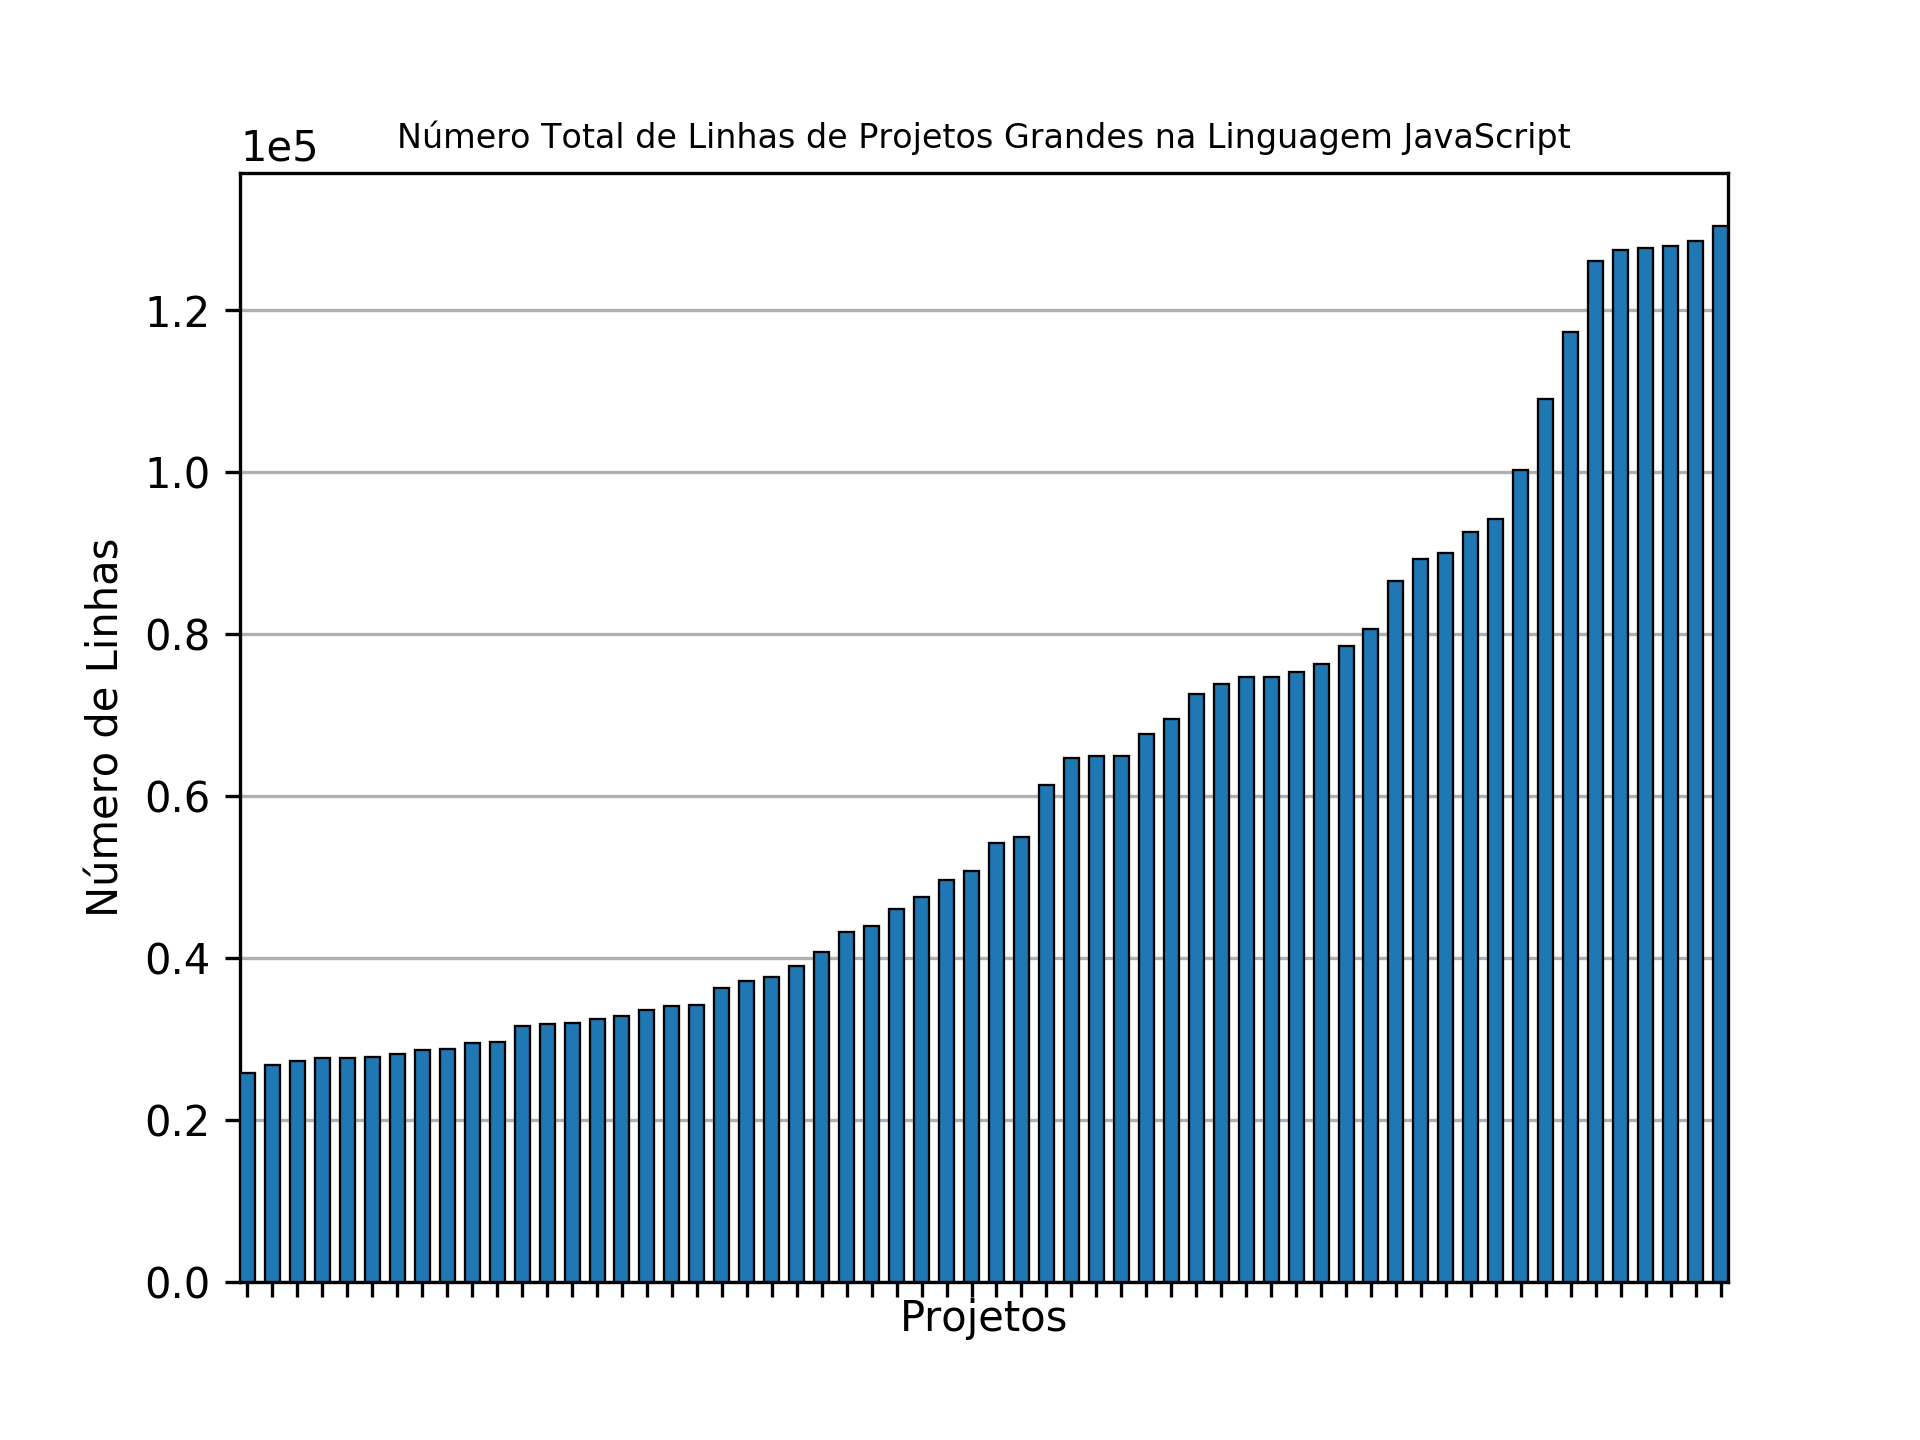 Número Total de Linhas de Projetos Grandes na Linguagem JavaScript
1e5
1.2
1.0
0.8
0.6
0.4
0.2
0.0
Número de Linhas
Projetos